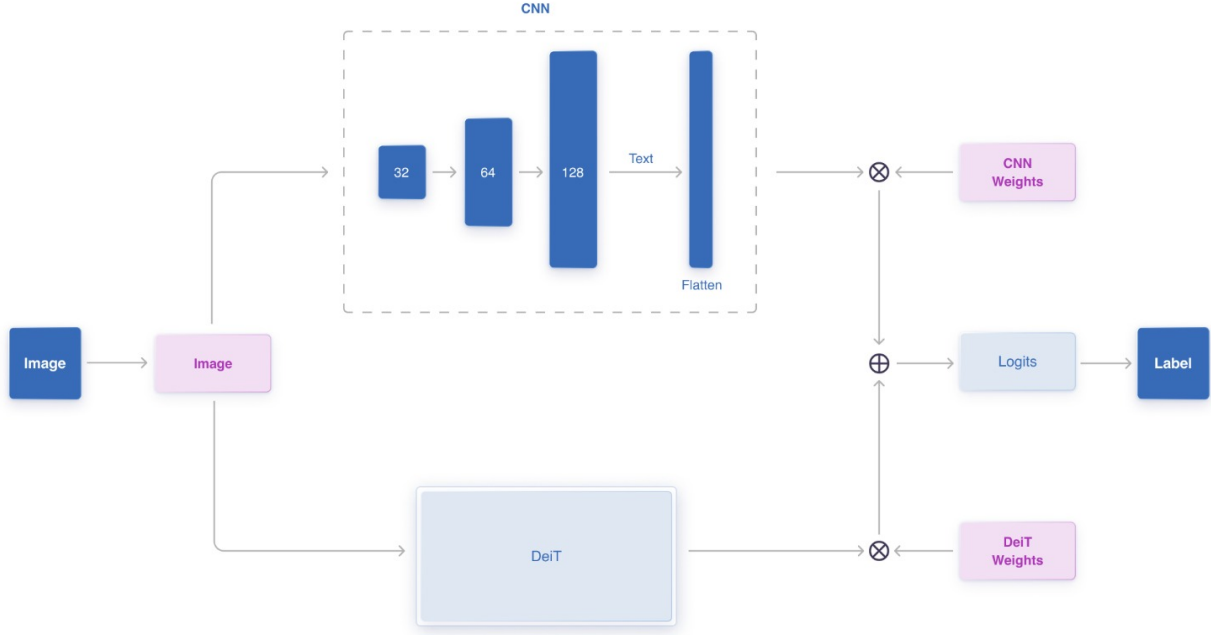 CNN
32
64
128
Text
Flatten
CNN
Weights
Image
Image
Logits
Label
DeiT
DeiT
Weights